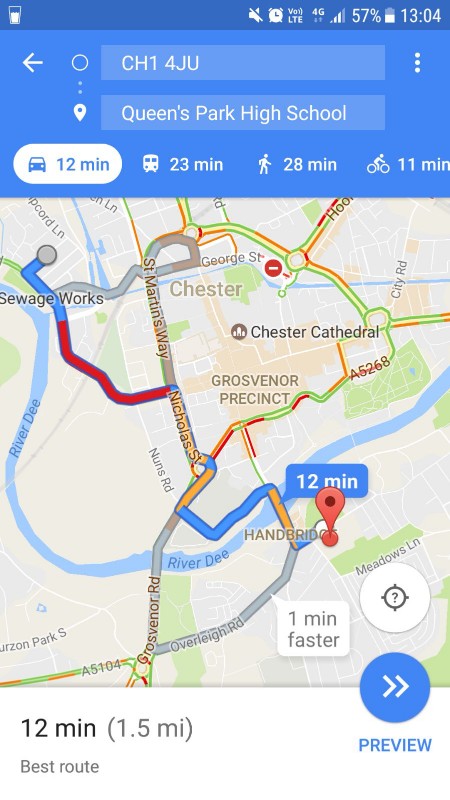 Vo))
LTE
4G
57%
13:04
CH1 4JU
Queen's Park High School
12 min
23 min
28 min
11 min
Hoo
George St
City Rd
Sewage Works
St Martin's Way
Chester
Chester Cathedral
GROSVENOR
PRECINCT
A5268
Nicholas St
River Dee
Nuns Rd
12 min
HANDBRIDG
River Dee
Meadows Ln
?
Grosvenor Rd
1 min
faster
Overleigh Rd
urzon Park S
A5104
12 min (1.5 mi)
Best route
PREVIEW